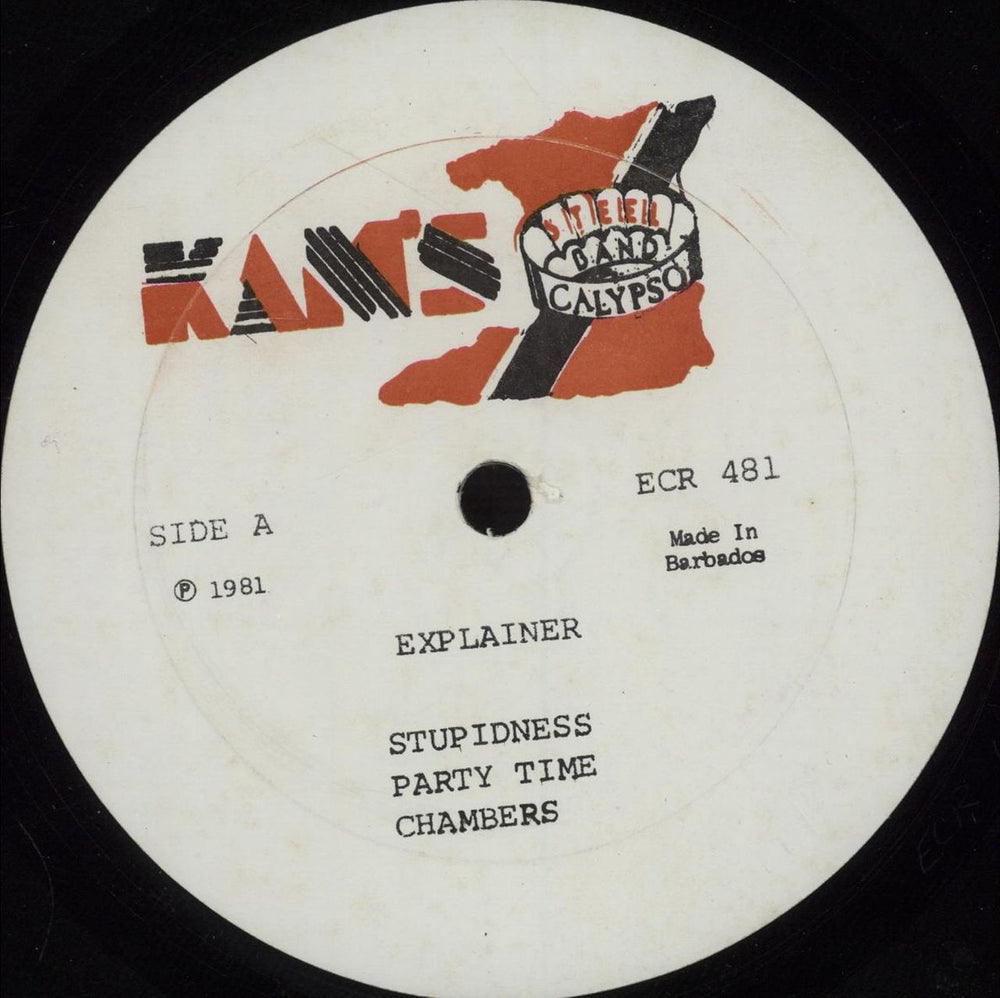 KAM'S
STEEL
BAND
CALYPSO
ECR 481
SIDE A
Made In
Barbados
℗ 1981
EXPLAINER
STUPIDNESS
PARTY TIME
CHAMBERS